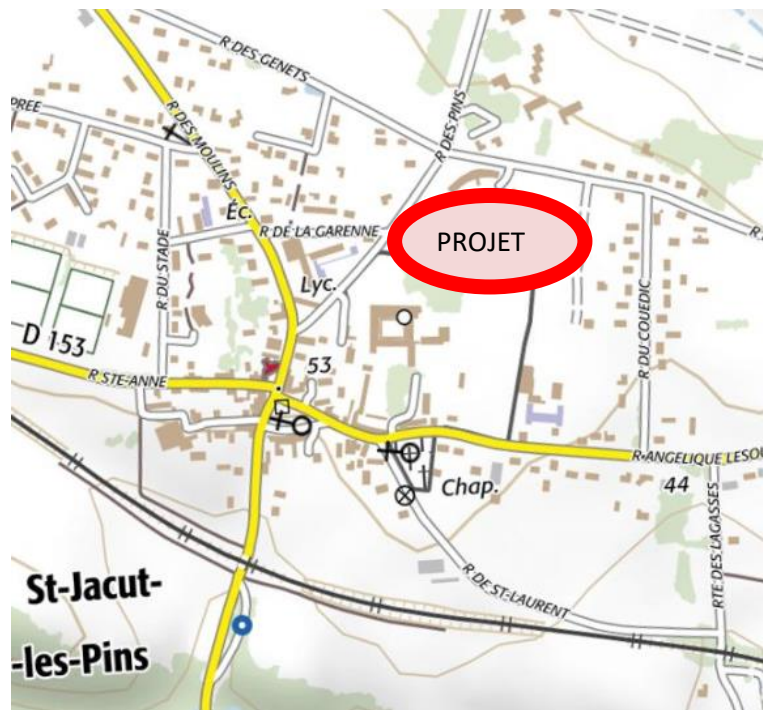 R DES GENETS
PREE
R DES MOULINS
R DES PINS
Éc.
R DE LA GARENNE
PROJET
R DU STADE
Lyc.
D 153
53
R DU COUEDIC
R STE-ANNE
R ANGELIQUE LESOU
Chap.
44
RTE DES LAGASSES
St-Jacut-
-les-Pins
R DE ST-LAURENT